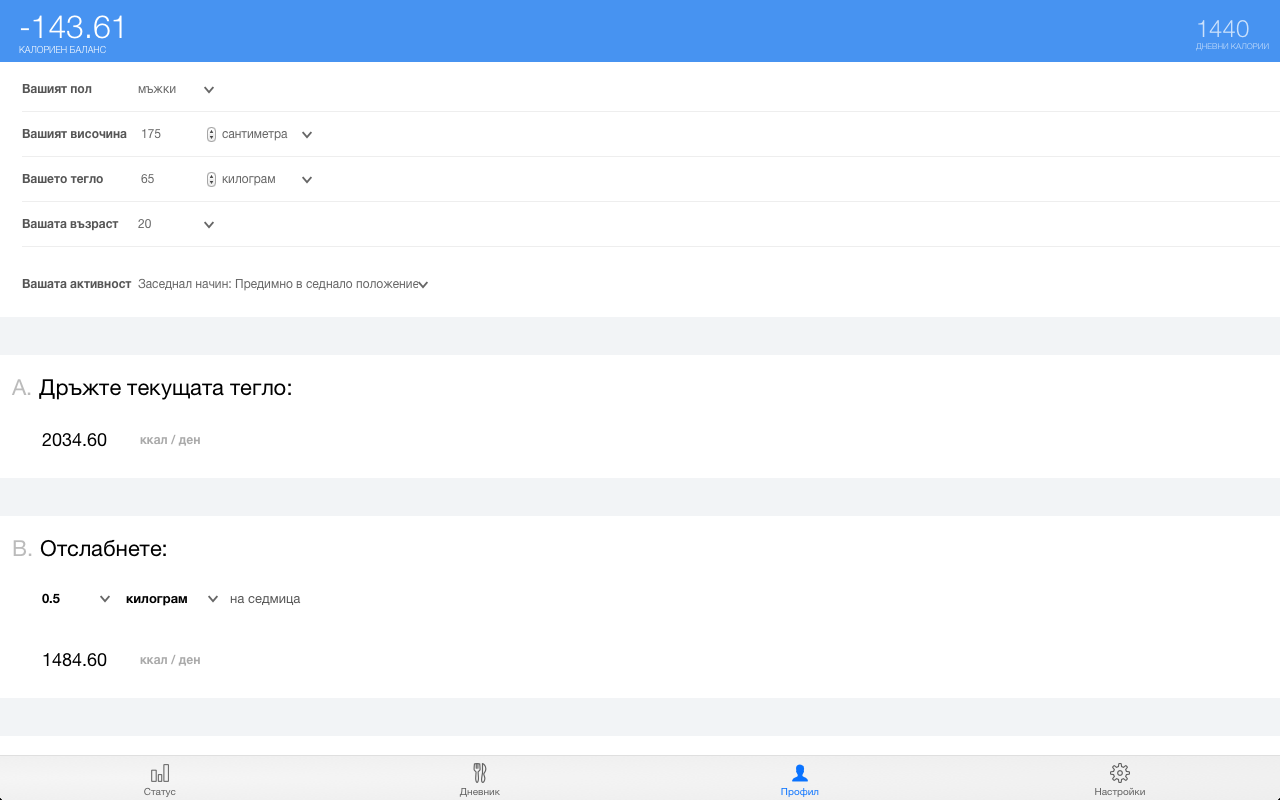 -143.61
КАЛОРИЕН БАЛАНС
1440
ДНЕВНИ КАЛОРИИ
Вашият пол мъжки
Вашият височина 175 сантиметра
Вашето тегло 65 килограм
Вашата възраст 20
Вашата активност Заседнал начин: Предимно в седнало положение
A. Дръжте текущата тегло:
2034.60 ккал / ден
B. Отслабнете:
0.5 килограм на седмица
1484.60 ккал / ден
Статус Дневник Профил Настройки